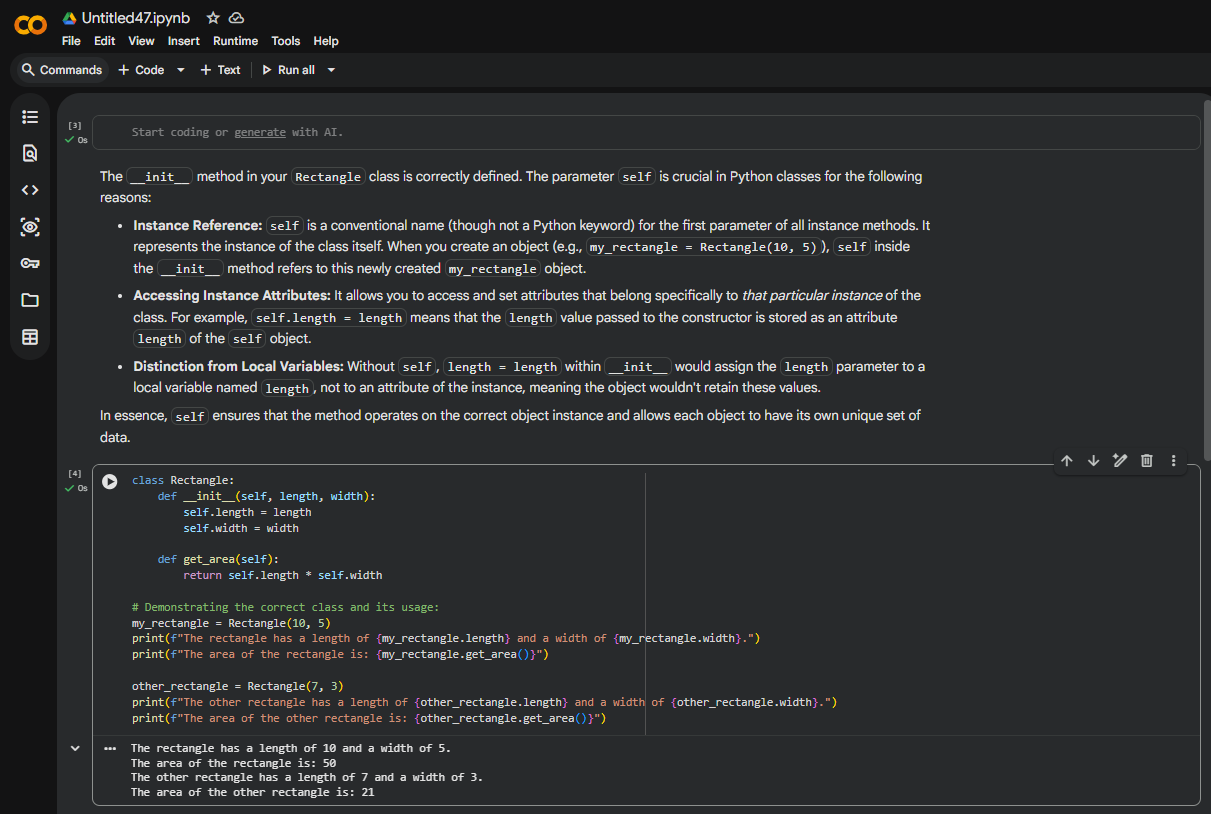 Untitled47.ipynb
File Edit View Insert Runtime Tools Help
Commands + Code + Text Run all
[3]
0s
Start coding or generate with AI.
The __init__ method in your Rectangle class is correctly defined. The parameter self is crucial in Python classes for the following
reasons:
• Instance Reference: self is a conventional name (though not a Python keyword) for the first parameter of all instance methods. It
represents the instance of the class itself. When you create an object (e.g., my_rectangle = Rectangle(10, 5) ), self inside
the __init__ method refers to this newly created my_rectangle object.
• Accessing Instance Attributes: It allows you to access and set attributes that belong specifically to that particular instance of the
class. For example, self.length = length means that the length value passed to the constructor is stored as an attribute
length of the self object.
• Distinction from Local Variables: Without self, length = length within __init__ would assign the length parameter to a
local variable named length, not to an attribute of the instance, meaning the object wouldn't retain these values.
In essence, self ensures that the method operates on the correct object instance and allows each object to have its own unique set of
data.
[4]
0s
class Rectangle:
    def __init__(self, length, width):
        self.length = length
        self.width = width
    def get_area(self):
        return self.length * self.width
# Demonstrating the correct class and its usage:
my_rectangle = Rectangle(10, 5)
print(f"The rectangle has a length of {my_rectangle.length} and a width of {my_rectangle.width}.")
print(f"The area of the rectangle is: {my_rectangle.get_area()}")
other_rectangle = Rectangle(7, 3)
print(f"The other rectangle has a length of {other_rectangle.length} and a width of {other_rectangle.width}.")
print(f"The area of the other rectangle is: {other_rectangle.get_area()}")
The rectangle has a length of 10 and a width of 5.
The area of the rectangle is: 50
The other rectangle has a length of 7 and a width of 3.
The area of the other rectangle is: 21